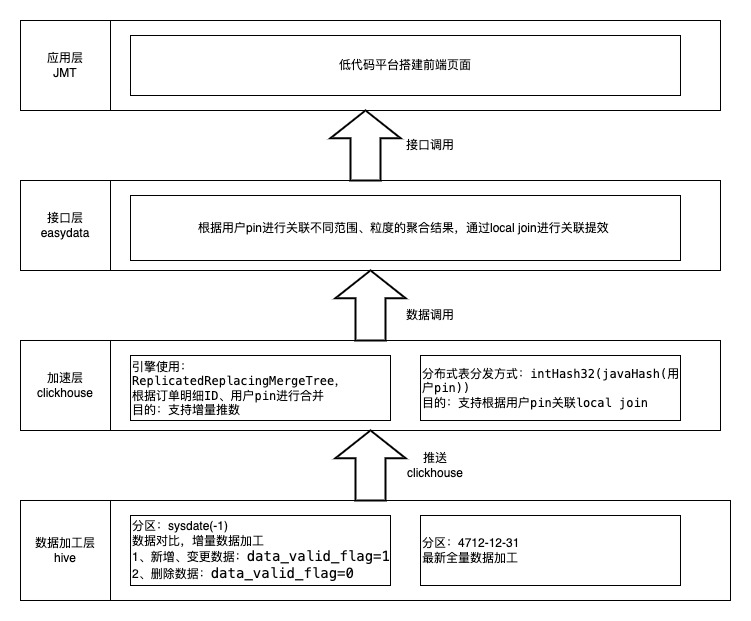 应用层
JMT
低代码平台搭建前端页面
接口调用
接口层
easydata
根据用户pin进行关联不同范围、粒度的聚合结果，通过local join进行关联提效
数据调用
加速层
clickhouse
引擎使用：
ReplicatedReplacingMergeTree，
根据订单明细ID、用户pin进行合并
目的：支持增量推数
分布式表分发方式：intHash32(javaHash(用
户pin))
目的：支持根据用户pin关联local join
推送
clickhouse
数据加工层
hive
分区：sysdate(-1)
数据对比，增量数据加工
1、新增、变更数据：data_valid_flag=1
2、删除数据：data_valid_flag=0
分区：4712-12-31
最新全量数据加工